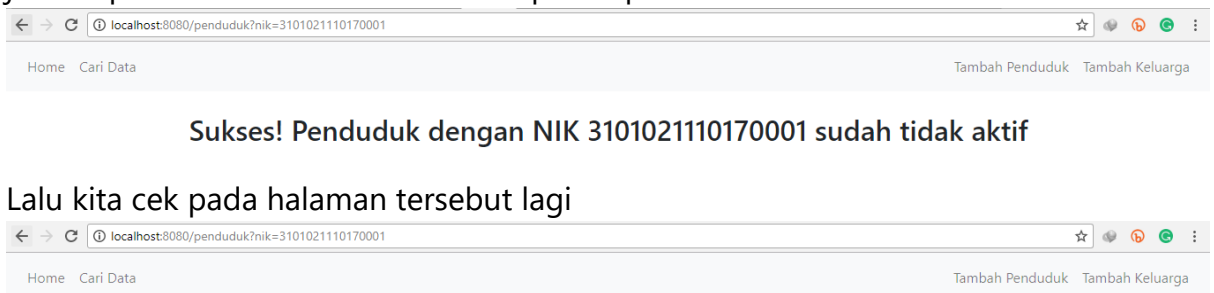 localhost:8080/penduduk?nik=3101021110170001
Home Cari Data Tambah Penduduk Tambah Keluarga
Sukses! Penduduk dengan NIK 3101021110170001 sudah tidak aktif
Lalu kita cek pada halaman tersebut lagi
localhost:8080/penduduk?nik=3101021110170001
Home Cari Data Tambah Penduduk Tambah Keluarga